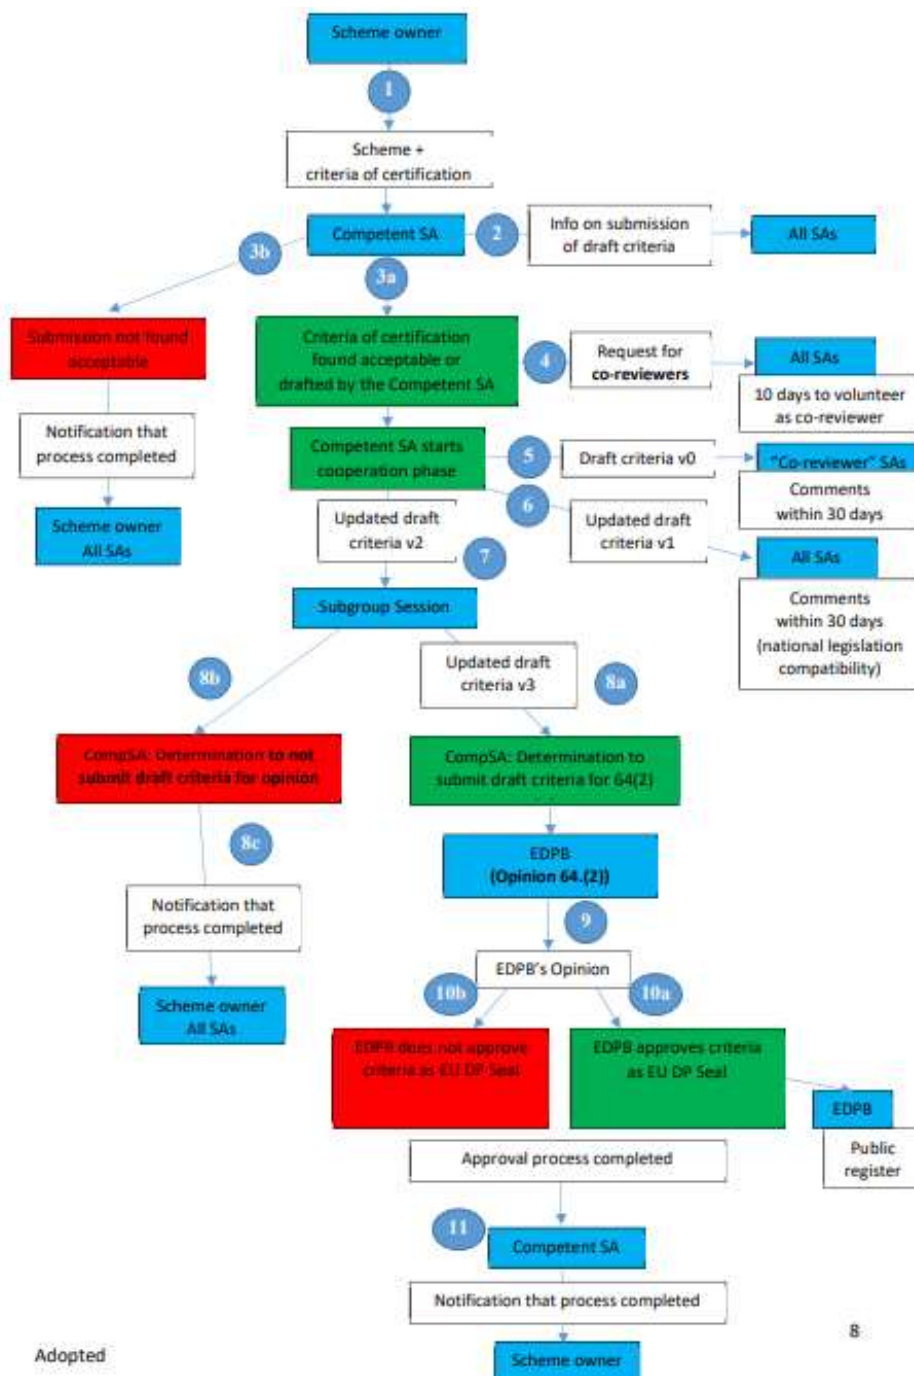 Scheme owner
1
Scheme +
criteria of certification
Competent SA
2
Info on submission
of draft criteria
All SAs
3b
3a
Submission not found
acceptable
Criteria of certification
found acceptable or
drafted by the Competent SA
4
Request for
co-reviewers
All SAs
10 days to volunteer
as co-reviewer
Notification that
process completed
Competent SA starts
cooperation phase
5
Draft criteria v0
"Co-reviewer" SAs
Comments
within 30 days
Scheme owner
All SAs
6
Updated draft
criteria v2
Updated draft
criteria v1
All SAs
Comments
within 30 days
(national legislation
compatibility)
7
Subgroup Session
8b
Updated draft
criteria v3
8a
CompSA: Determination to not
submit draft criteria for opinion
CompSA: Determination to
submit draft criteria for 64(2)
8c
EDPB
(Opinion 64.(2))
Notification that
process completed
9
EDPB's Opinion
Scheme owner
All SAs
10b
10a
EDPB does not approve
criteria as EU DP Seal
EDPB approves criteria
as EU DP Seal
EDPB
Public
register
Approval process completed
11
Competent SA
Notification that process completed
8
Adopted
Scheme owner